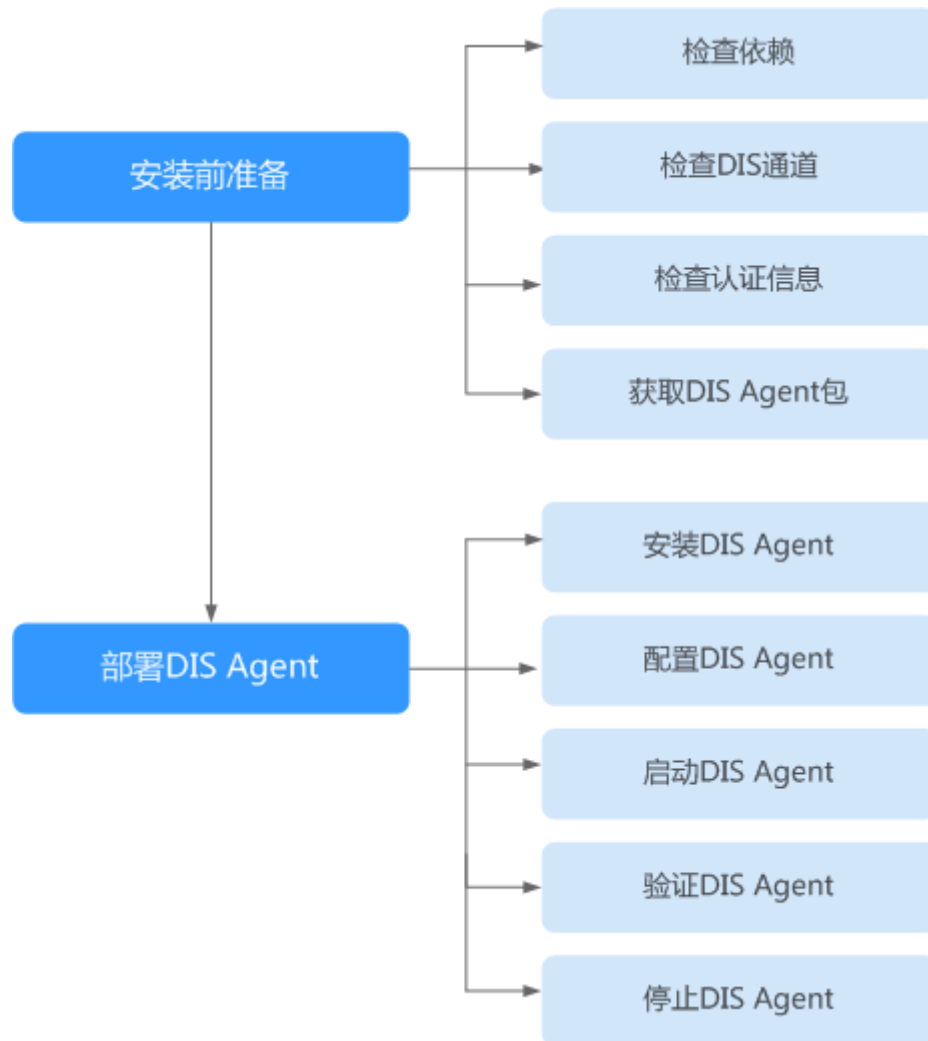 安装前准备
检查依赖
检查DIS通道
检查认证信息
获取DIS Agent包
部署DIS Agent
安装DIS Agent
配置DIS Agent
启动DIS Agent
验证DIS Agent
停止DIS Agent